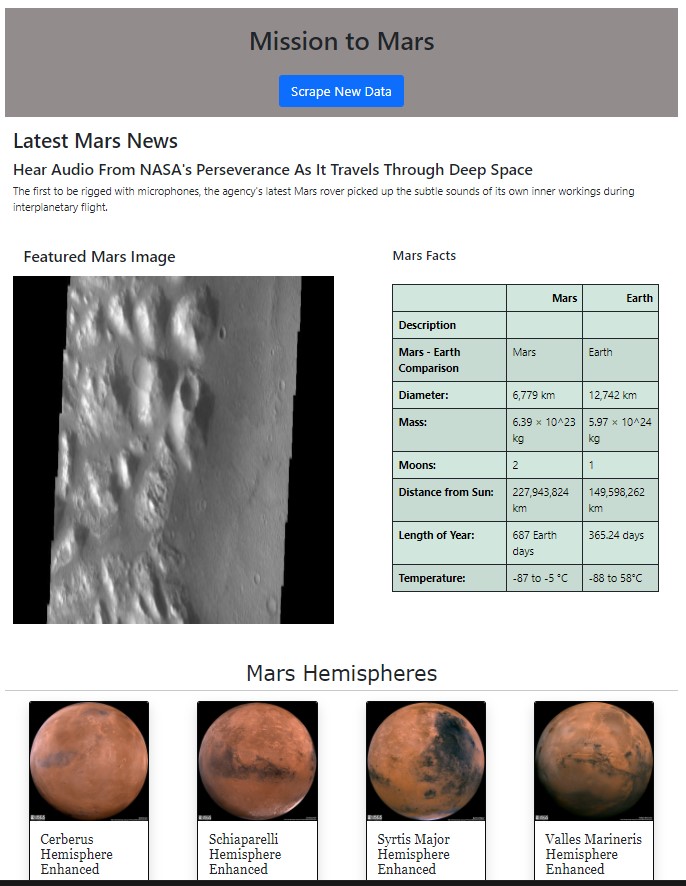 Mission to Mars
Scrape New Data
Latest Mars News
Hear Audio From NASA's Perseverance As It Travels Through Deep Space
The first to be rigged with microphones, the agency's latest Mars rover picked up the subtle sounds of its own inner workings during
interplanetary flight.
Featured Mars Image
Mars Facts
Mars Earth
Description
Mars - Earth
Comparison
Mars
Earth
Diameter: 6,779 km 12,742 km
Mass:
6.39 × 10^23
kg
5.97 × 10^24
kg
Moons: 2 1
Distance from Sun:
227,943,824
km
149,598,262
km
Length of Year:
687 Earth
days
365.24 days
Temperature: -87 to -5 °C -88 to 58°C
Mars Hemispheres
Cerberus
Hemisphere
Enhanced
Schiaparelli
Hemisphere
Enhanced
Syrtis Major
Hemisphere
Enhanced
Valles Marineris
Hemisphere
Enhanced